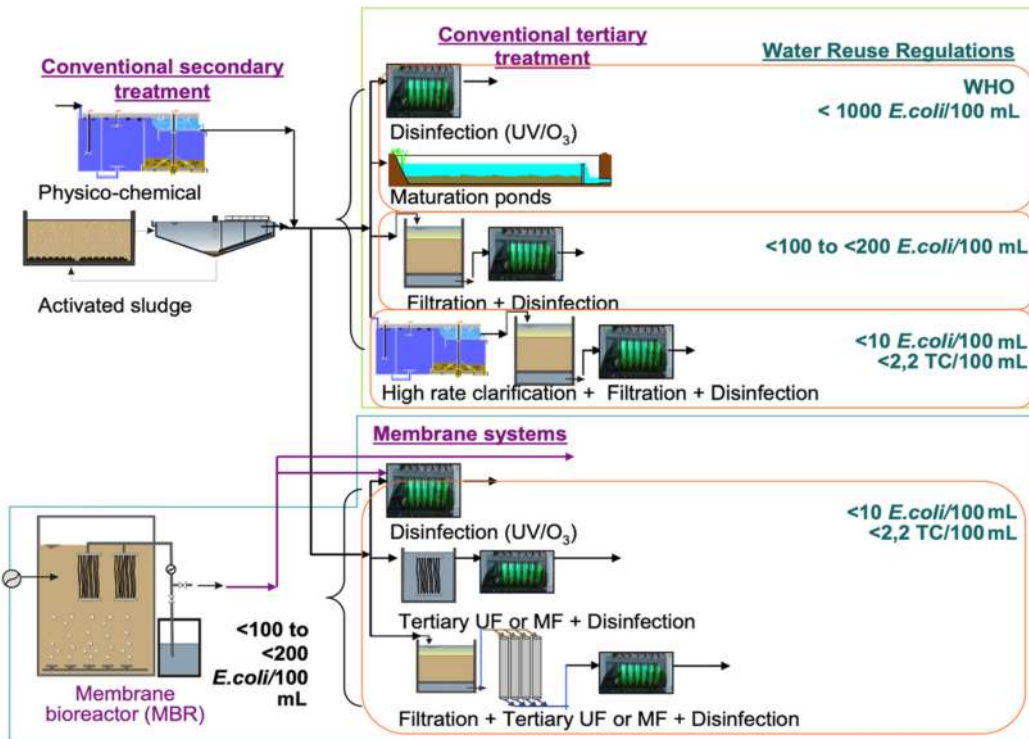 Conventional secondary
treatment
Physico-chemical
Activated sludge
Conventional tertiary
treatment
Water Reuse Regulations
WHO
< 1000 E.coli/100 mL
Disinfection (UV/O3)
Maturation ponds
<100 to <200 E.coli/100 mL
Filtration + Disinfection
<10 E.coli/100 mL
<2,2 TC/100 mL
High rate clarification + Filtration + Disinfection
Membrane systems
Disinfection (UV/O3)
<10 E.coli/100 mL
<2,2 TC/100 mL
Tertiary UF or MF + Disinfection
Filtration + Tertiary UF or MF + Disinfection
<100 to
<200
E.coli/100
mL
Membrane
bioreactor (MBR)